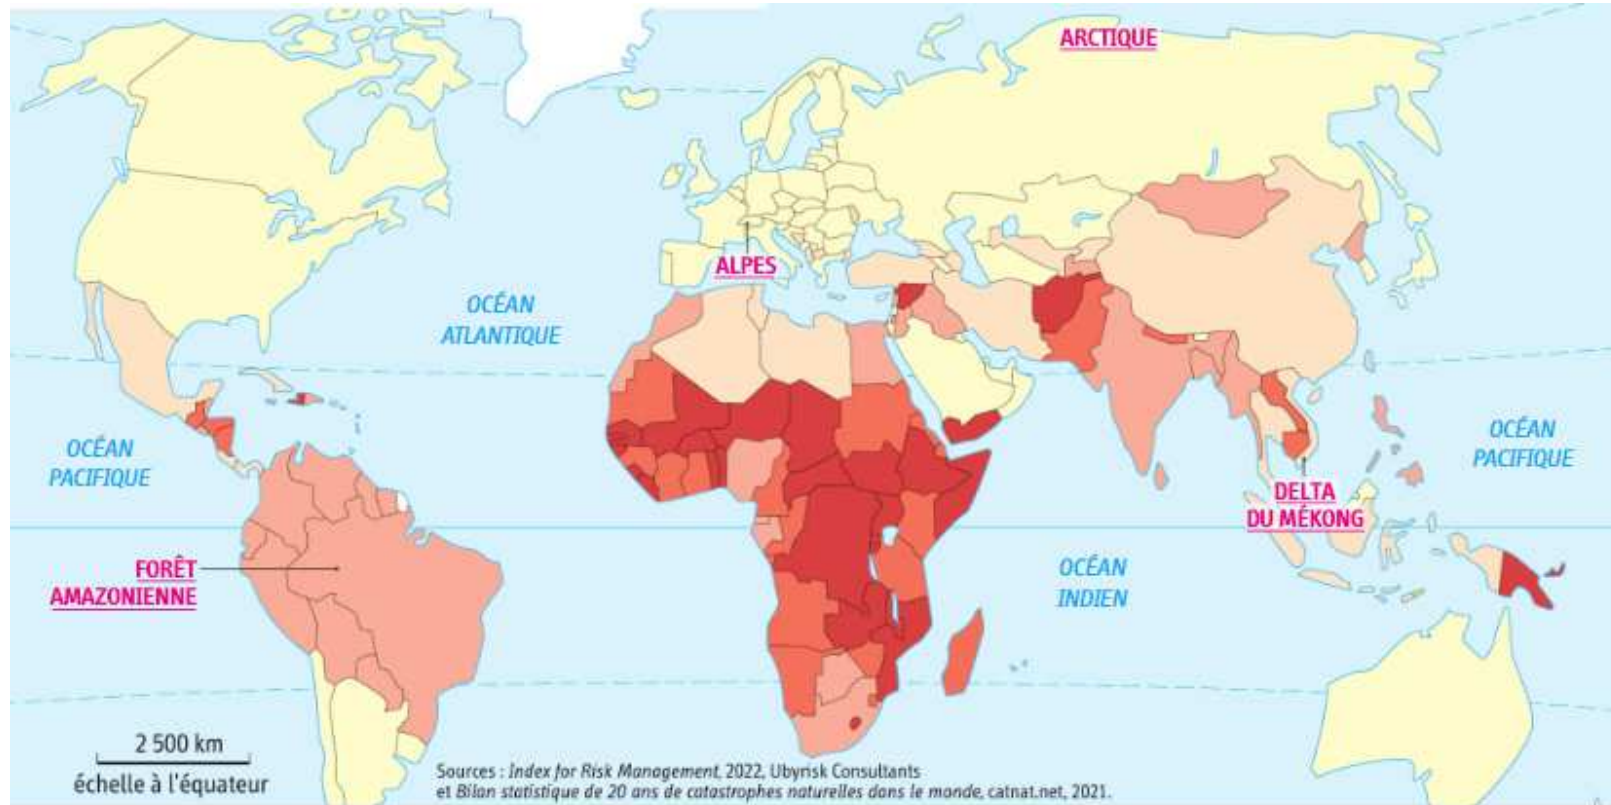 ARCTIQUE
ALPES
OCÉAN
ATLANTIQUE
OCÉAN
PACIFIQUE
OCÉAN
PACIFIQUE
DELTA
DU MÉKONG
FORÊT
AMAZONIENNE
OCÉAN
INDIEN
2 500 km
échelle à l'équateur
Sources : Index for Risk Management, 2022, Ubyrisk Consultants
et Bilan statistique de 20 ans de catastrophes naturelles dans le monde, catnat.net, 2021.